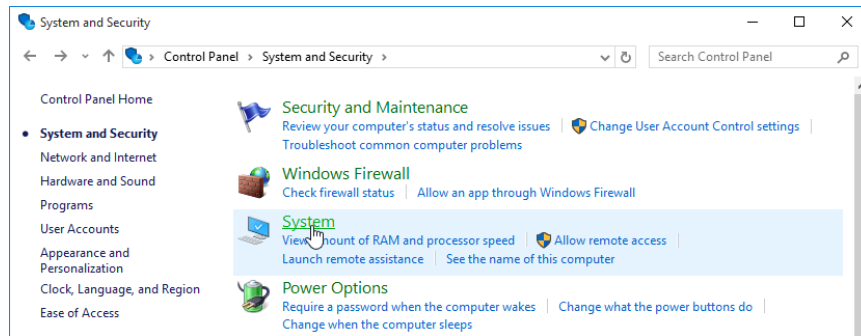 System and Security
Control Panel > System and Security >
Search Control Panel
Control Panel Home
System and Security
Network and Internet
Hardware and Sound
Programs
User Accounts
Appearance and
Personalization
Clock, Language, and Region
Ease of Access
Security and Maintenance
Review your computer's status and resolve issues
Change User Account Control settings
Troubleshoot common computer problems
Windows Firewall
Check firewall status
Allow an app through Windows Firewall
System
View amount of RAM and processor speed
Allow remote access
Launch remote assistance
See the name of this computer
Power Options
Require a password when the computer wakes
Change what the power buttons do
Change when the computer sleeps